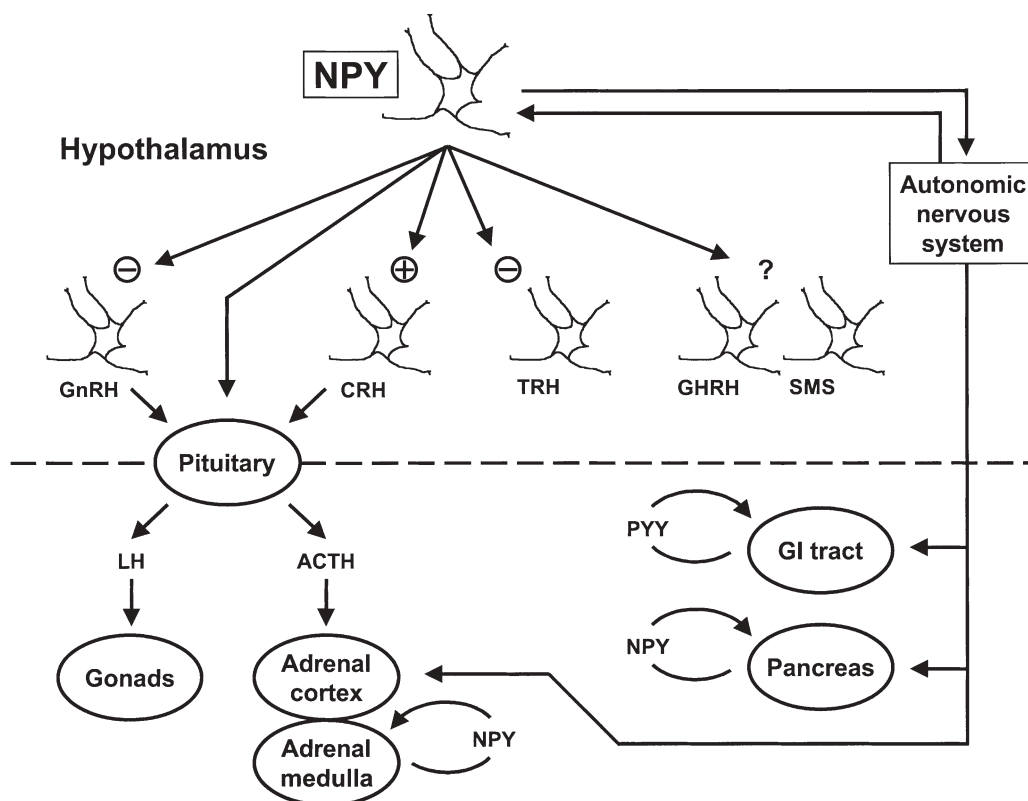 NPY
Hypothalamus
Autonomic
nervous
system
−
+
−
?
GnRH
CRH
TRH
GHRH
SMS
Pituitary
PYY
GI tract
LH
ACTH
NPY
Pancreas
Gonads
Adrenal
cortex
NPY
Adrenal
medulla